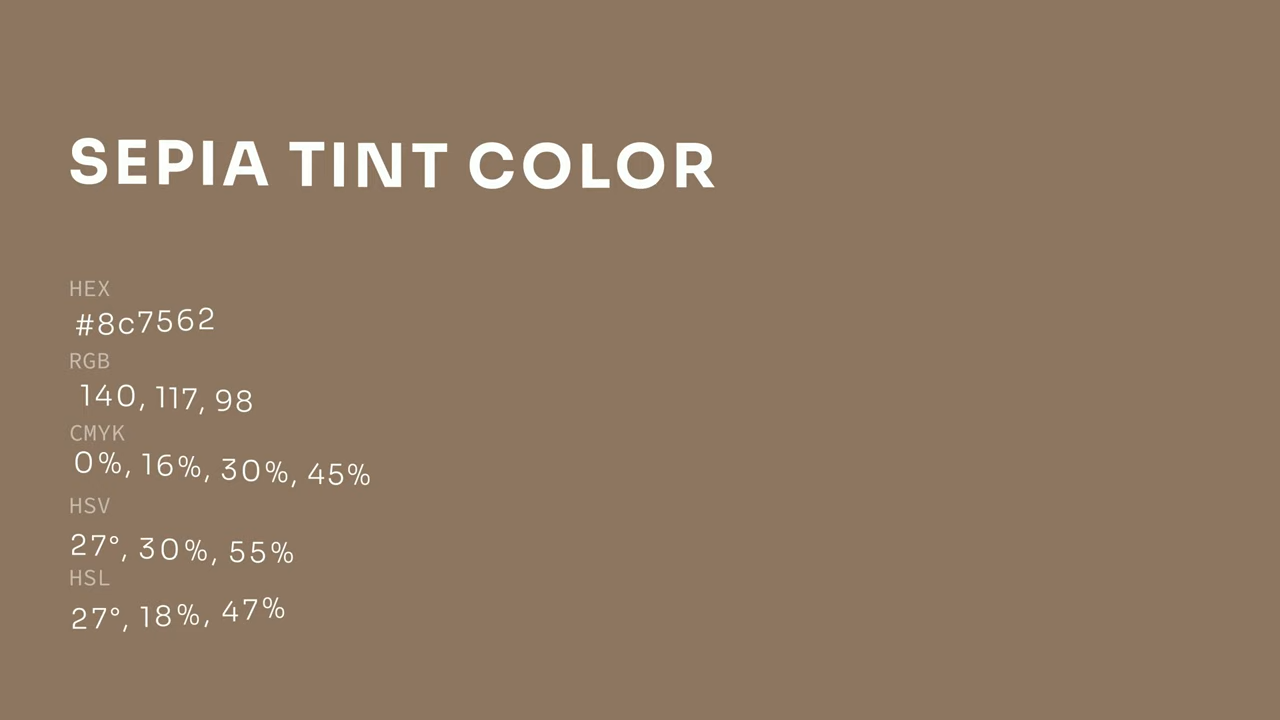 SEPIA TINT COLOR
HEX
#8c7562
RGB
140, 117, 98
CMYK
0%, 16%, 30%, 45%
HSV
27°, 30%, 55%
HSL
27°, 18%, 47%